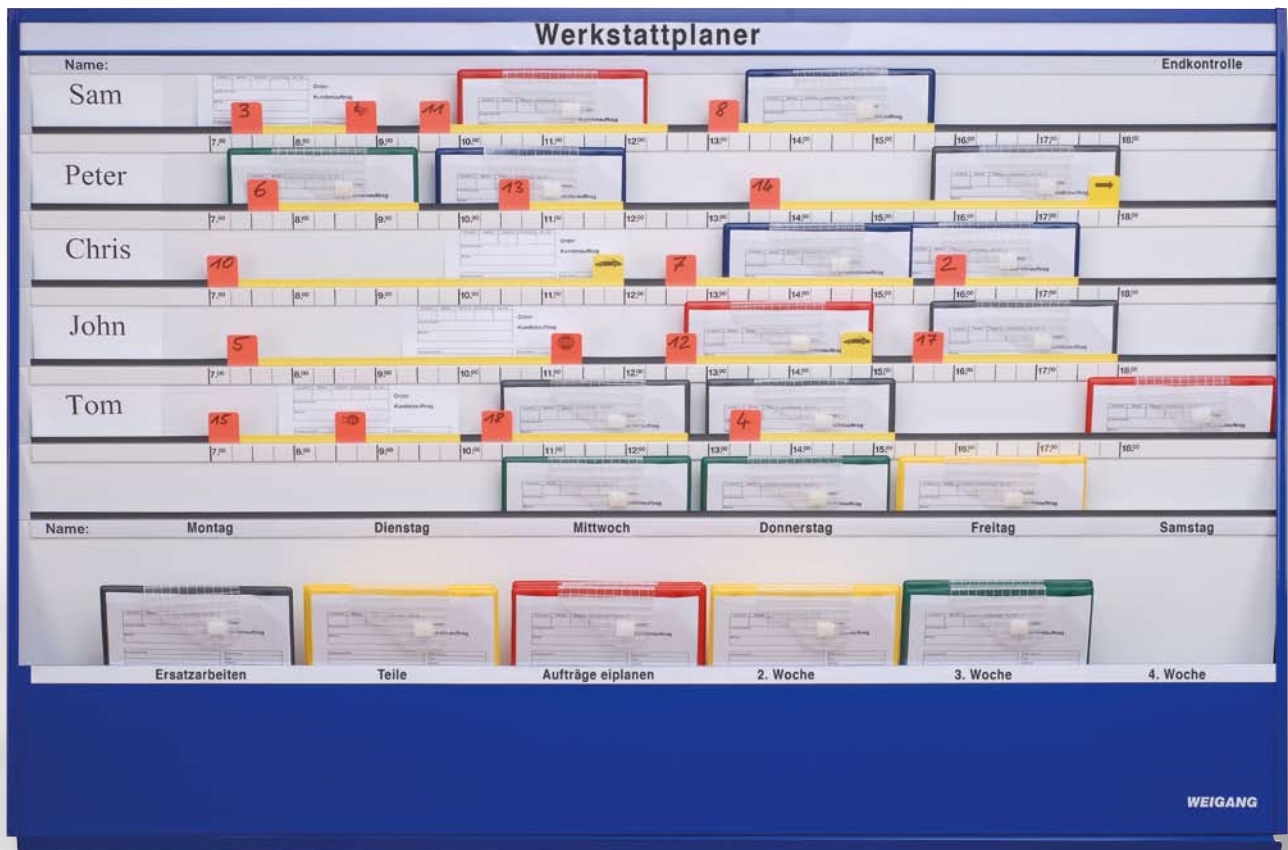 Werkstattplaner
Name: Endkontrolle
Sam
3 11 8
Order
Kundenauftrag
7.00 8.00 9.00 10.00 11.00 12.00 13.00 14.00 15.00 16.00 17.00 18.00
Peter
6 13 14
7.00 8.00 9.00 10.00 11.00 12.00 13.00 14.00 15.00 16.00 17.00 18.00
Chris
Order
Kundenauftrag
10 7 2
7.00 8.00 9.00 10.00 11.00 12.00 13.00 14.00 15.00 16.00 17.00 18.00
John
Order
Kundenauftrag
5 12 17
7.00 8.00 9.00 10.00 11.00 12.00 13.00 14.00 15.00 16.00 17.00 18.00
Tom
Order
Kundenauftrag
15 18 4
7.00 8.00 9.00 10.00 11.00 12.00 13.00 14.00 15.00 16.00 17.00 18.00
Name: Montag Dienstag Mittwoch Donnerstag Freitag Samstag
Ersatzarbeiten Teile Aufträge eiplanen 2. Woche 3. Woche 4. Woche
WEIGANG